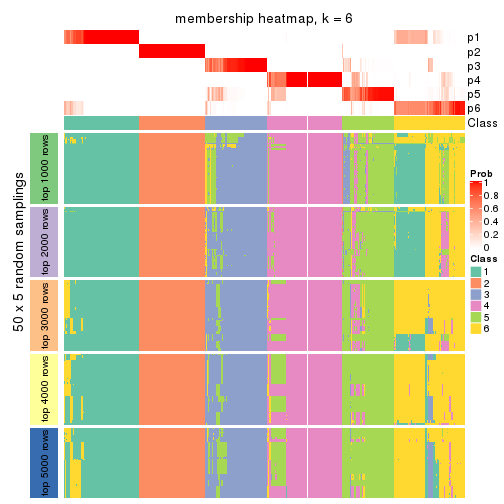 membership heatmap, k = 6
p1
p2
p3
p4
p5
p6
Class
50 x 5 random samplings
top 1000 rows
top 2000 rows
top 3000 rows
top 4000 rows
top 5000 rows
Prob
1
0.8
0.6
0.4
0.2
0
Class
1
2
3
4
5
6